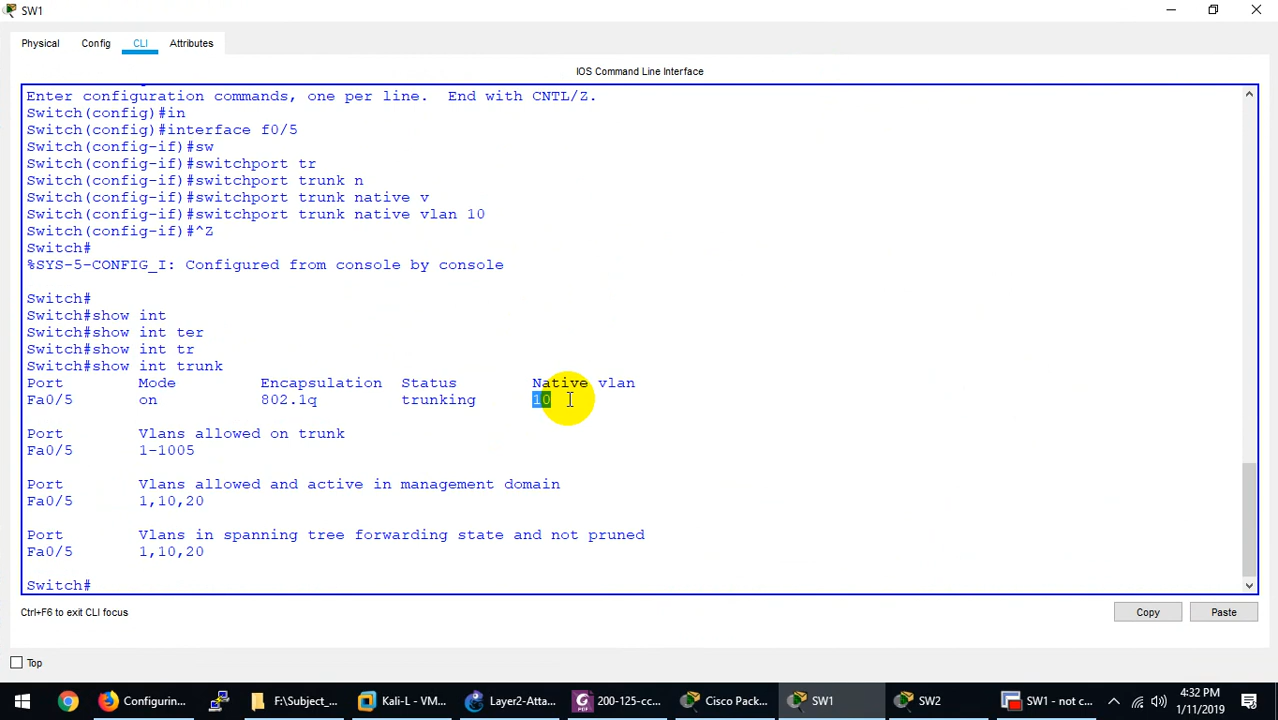 SW1
Physical Config CLI Attributes
IOS Command Line Interface
Enter configuration commands, one per line.  End with CNTL/Z.
Switch(config)#in
Switch(config)#interface f0/5
Switch(config-if)#sw
Switch(config-if)#switchport tr
Switch(config-if)#switchport trunk n
Switch(config-if)#switchport trunk native v
Switch(config-if)#switchport trunk native vlan 10
Switch(config-if)#^Z
Switch#
%SYS-5-CONFIG_I: Configured from console by console
Switch#
Switch#show int
Switch#show int ter
Switch#show int tr
Switch#show int trunk
Port Mode Encapsulation Status Native vlan
Fa0/5 on 802.1q trunking 10
Port Vlans allowed on trunk
Fa0/5 1-1005
Port Vlans allowed and active in management domain
Fa0/5 1,10,20
Port Vlans in spanning tree forwarding state and not pruned
Fa0/5 1,10,20
Switch#
Ctrl+F6 to exit CLI focus
Copy Paste
Top
Configurin... F:\Subject_... Kali-L - VM... Layer2-Atta... 200-125-cc... Cisco Pack... SW1 SW2 SW1 - not c... 4:32 PM
1/11/2019